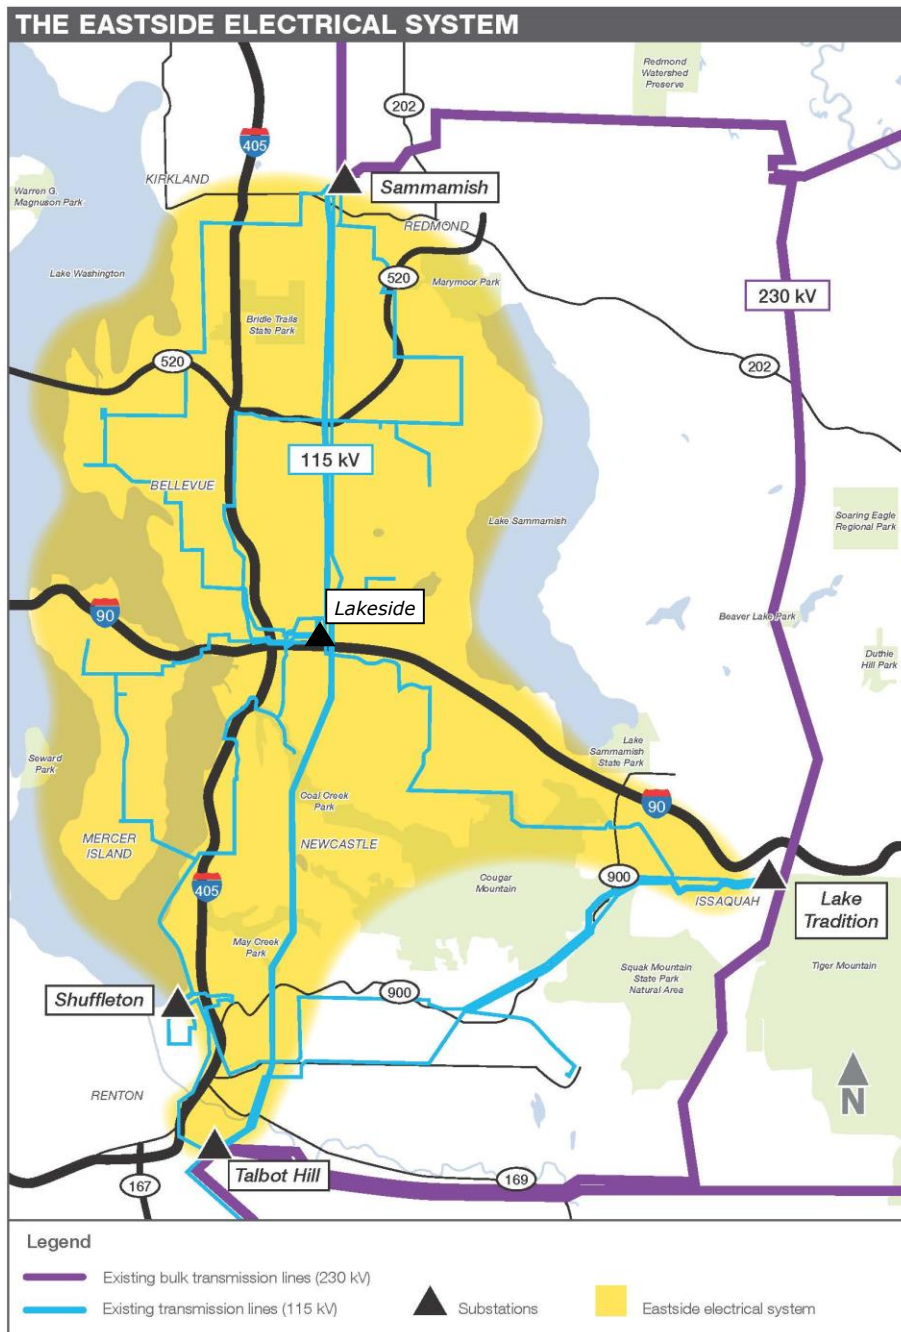 THE EASTSIDE ELECTRICAL SYSTEM
Redmond
Watershed
Preserve
202
405
KIRKLAND
Sammamish
Warren G.
Magnuson Park
REDMOND
Lake Washington
520
Marymoor Park
230 kV
Bridle Trails
State Park
520
202
115 kV
BELLEVUE
Soaring Eagle
Regional Park
Lake Sammamish
90
Lakeside
Beaver Lake Park
Duthie
Hill Park
Seward
Park
Lake
Sammamish
State Park
Coal Creek
Park
90
MERCER
ISLAND
NEWCASTLE
405
Cougar
Mountain
900
ISSAQUAH
Lake
Tradition
May Creek
Park
Squak Mountain
State Park
Natural Area
Tiger Mountain
Shuffleton
900
RENTON
N
Talbot Hill
167
169
Legend
Existing bulk transmission lines (230 kV)
Existing transmission lines (115 kV)
Substations
Eastside electrical system